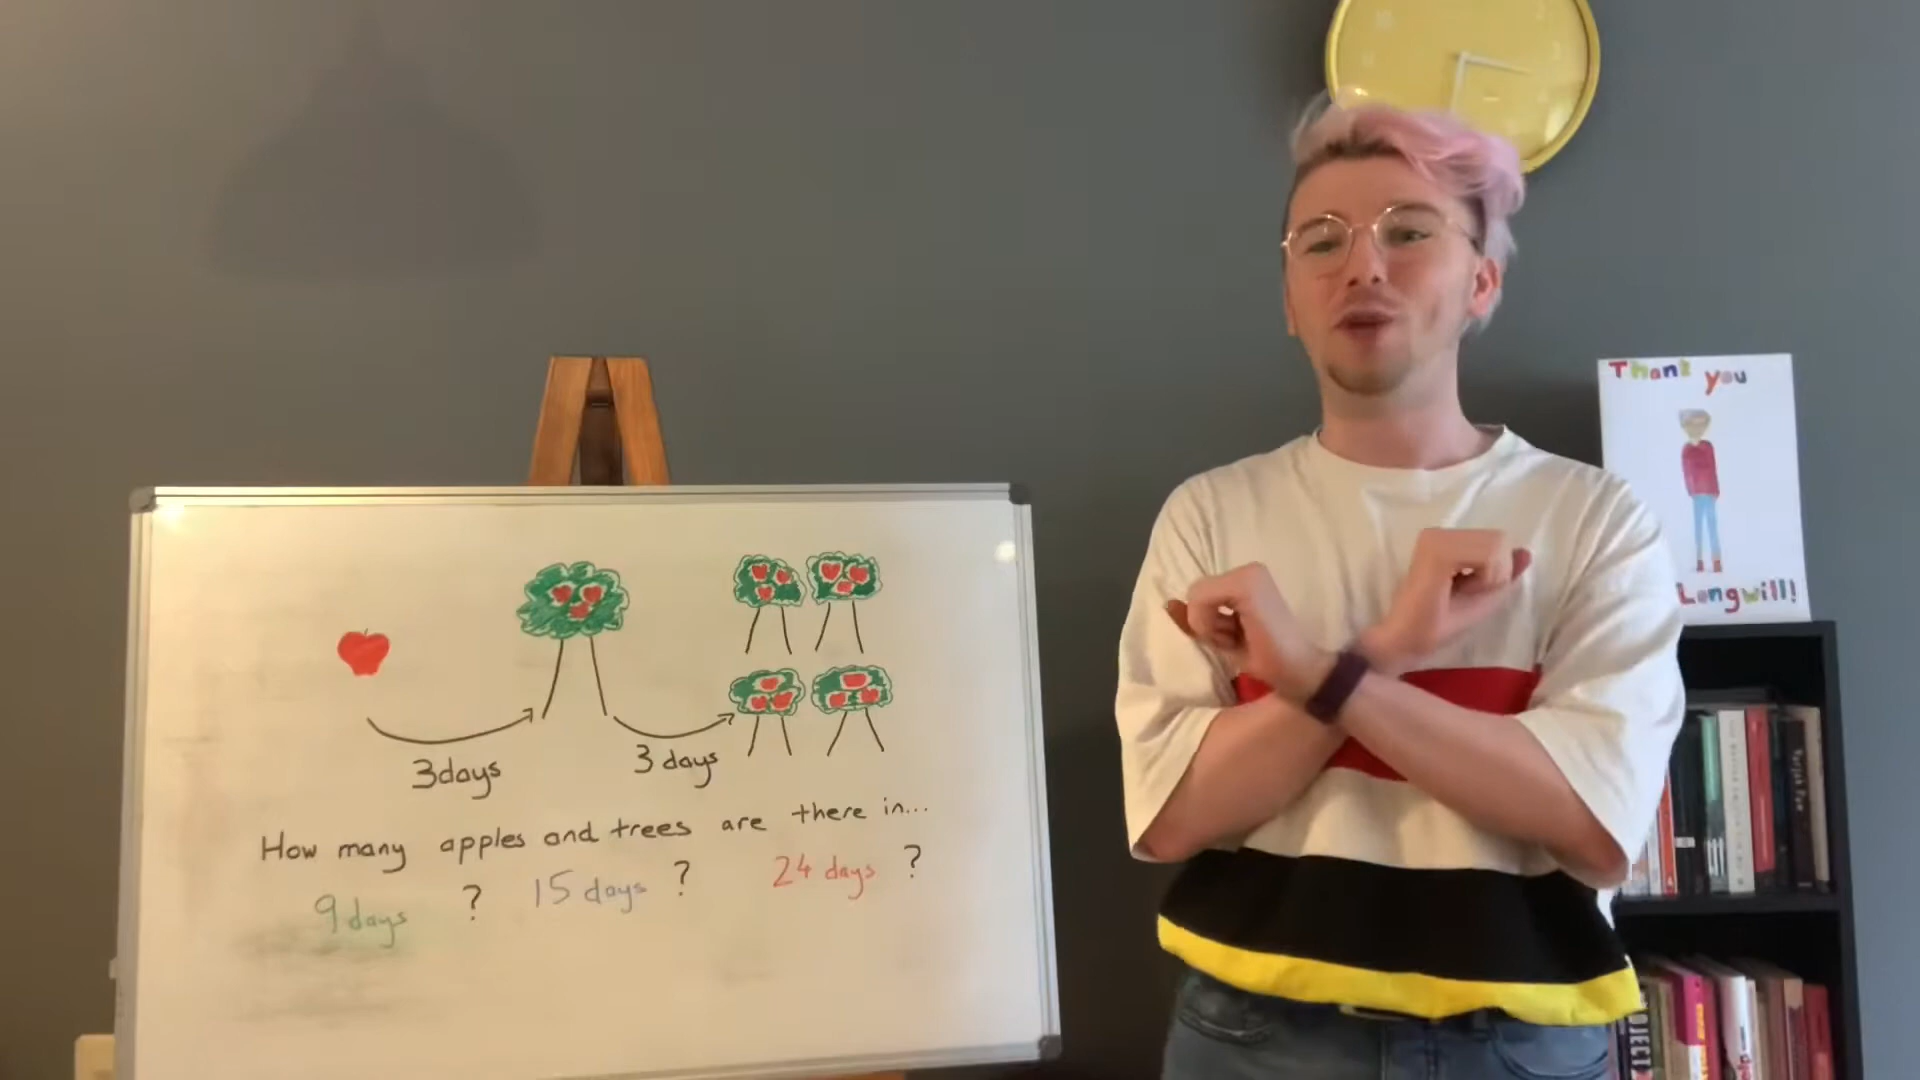 3days
3 days
How many apples and trees are there in...
9 days ? 15 days ? 24 days ?
Thank you
Longwill!